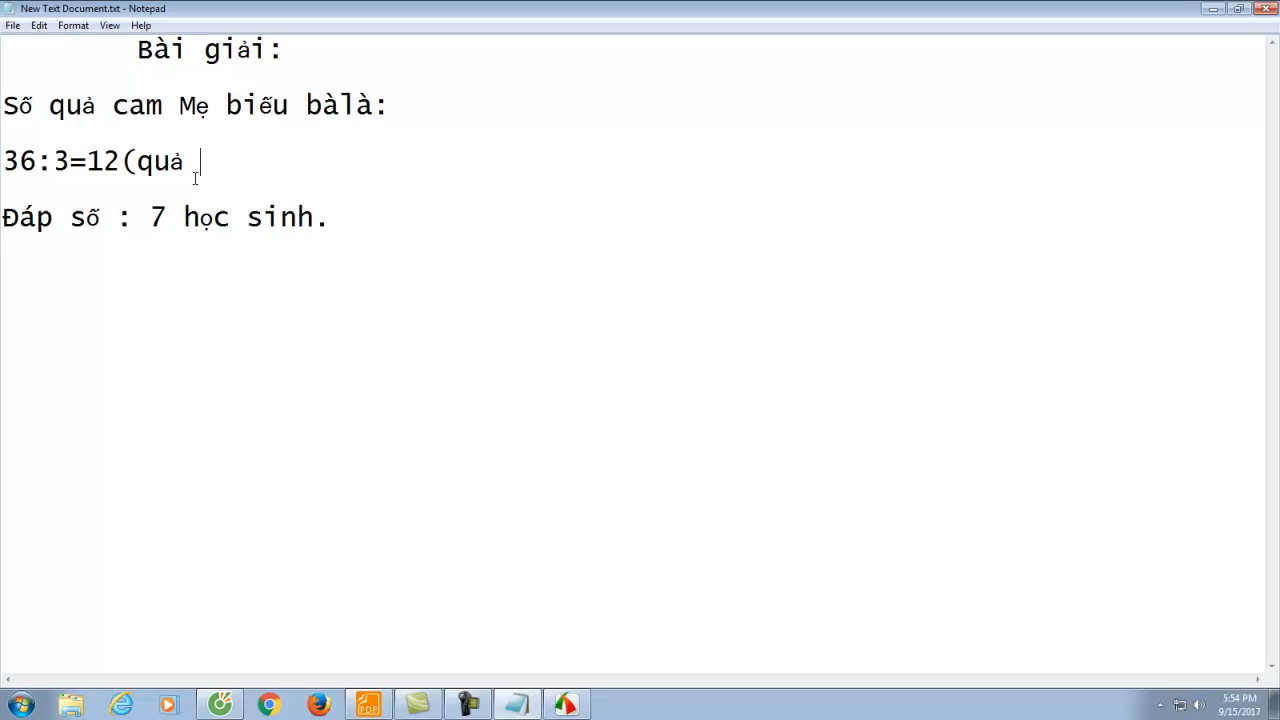 New Text Document.txt - Notepad
File Edit Format View Help
Bài giải:
Số quả cam Mẹ biếu bàlà:
36:3=12(quả
Đáp số : 7 học sinh.
PDF
5:54 PM
9/15/2017